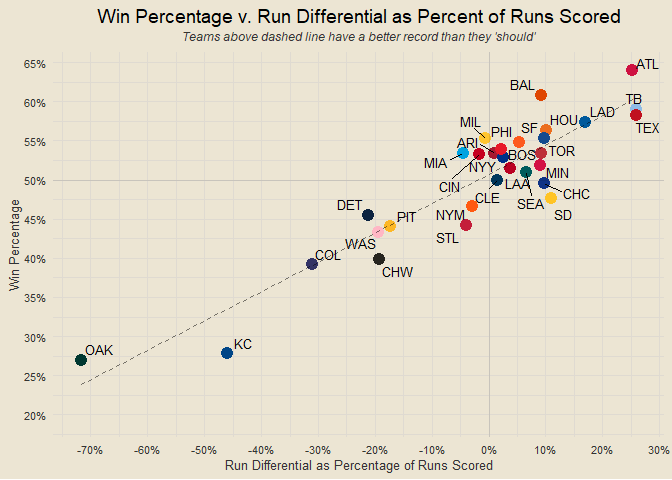 Win Percentage v. Run Differential as Percent of Runs Scored
Teams above dashed line have a better record than they 'should'
65%
60%
55%
50%
45%
40%
35%
30%
25%
20%
Win Percentage
ATL
BAL
TB
MIL
PHI
SF
HOU
LAD
TEX
ARI
MIA
BOS
TOR
NYY
CIN
LAA
MIN
CHC
CLE
SEA
SD
DET
PIT
NYM
STL
WAS
COL
CHW
OAK
KC
-70%
-60%
-50%
-40%
-30%
-20%
-10%
0%
10%
20%
30%
Run Differential as Percentage of Runs Scored